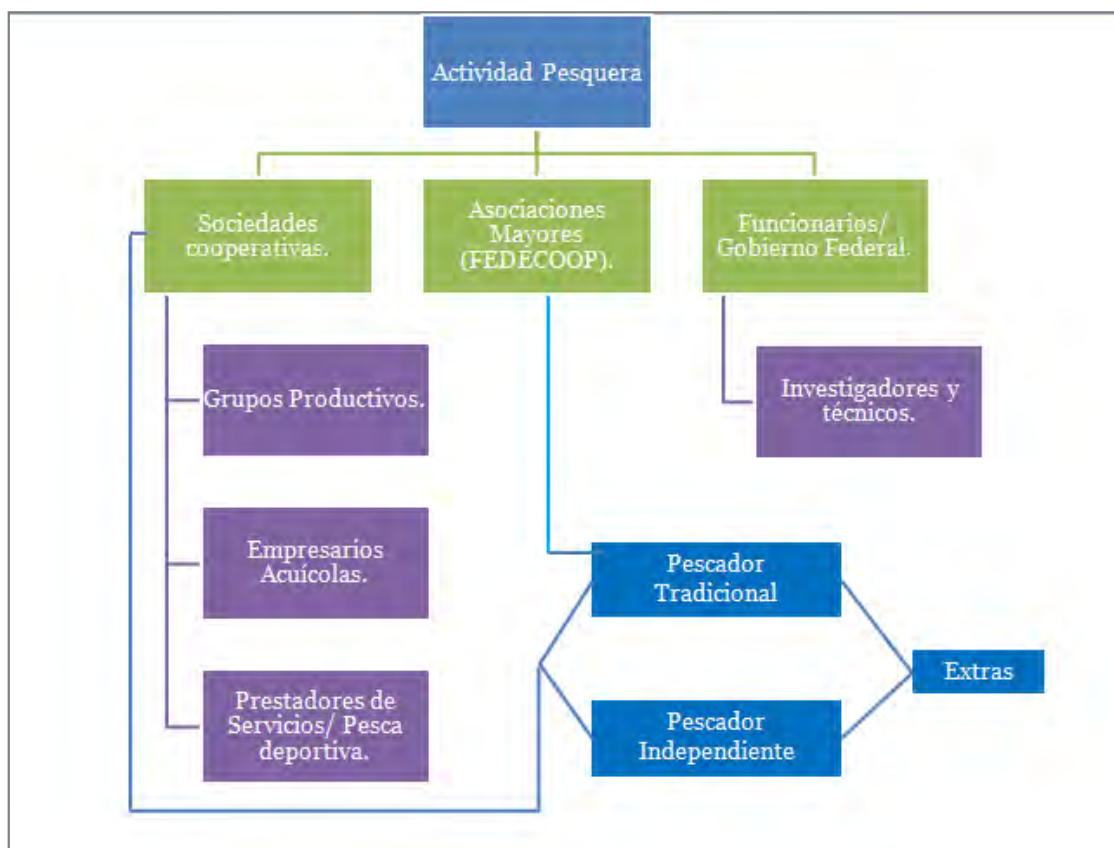 Actividad Pesquera
Sociedades
cooperativas.
Asociaciones
Mayores
(FEDECOOP).
Funcionarios/
Gobierno Federal.
Grupos Productivos.
Investigadores y
técnicos.
Empresarios
Acuícolas.
Pescador
Tradicional
Extras
Prestadores de
Servicios/ Pesca
deportiva.
Pescador
Independiente